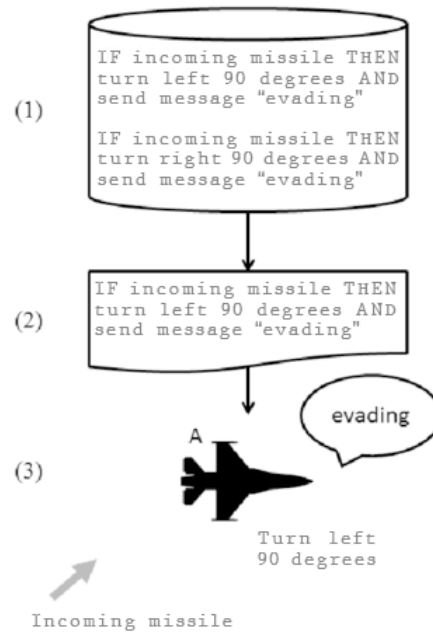 (1)
IF incoming missile THEN
turn left 90 degrees AND
send message “evading”
IF incoming missile THEN
turn right 90 degrees AND
send message “evading”
(2)
IF incoming missile THEN
turn left 90 degrees AND
send message “evading”
evading
A
(3)
Turn left
90 degrees
Incoming missile